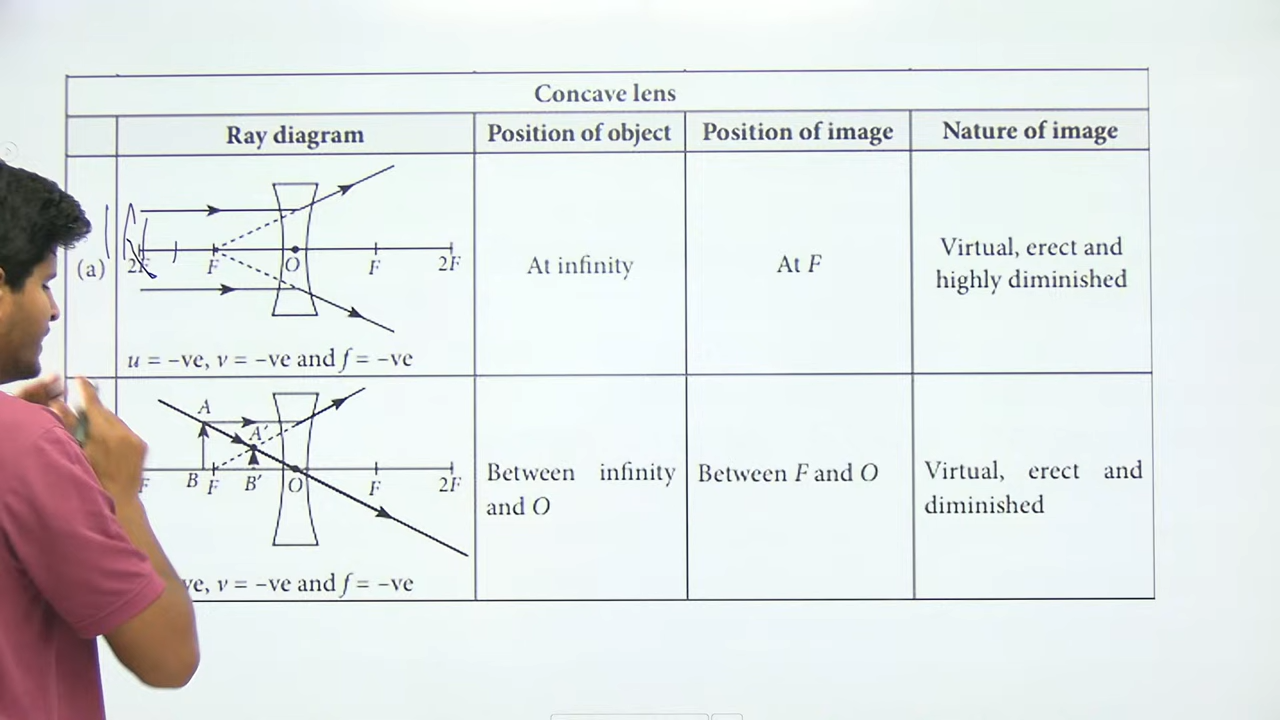 Concave lens
Ray diagram
Position of object
Position of image
Nature of image
(a)
2F
F
O
F
2F
u = −ve, v = −ve and f = −ve
At infinity
At F
Virtual, erect and
highly diminished
A
A′
F
B
F
B′
O
F
2F
ve, v = −ve and f = −ve
Between infinity
and O
Between F and O
Virtual, erect and
diminished